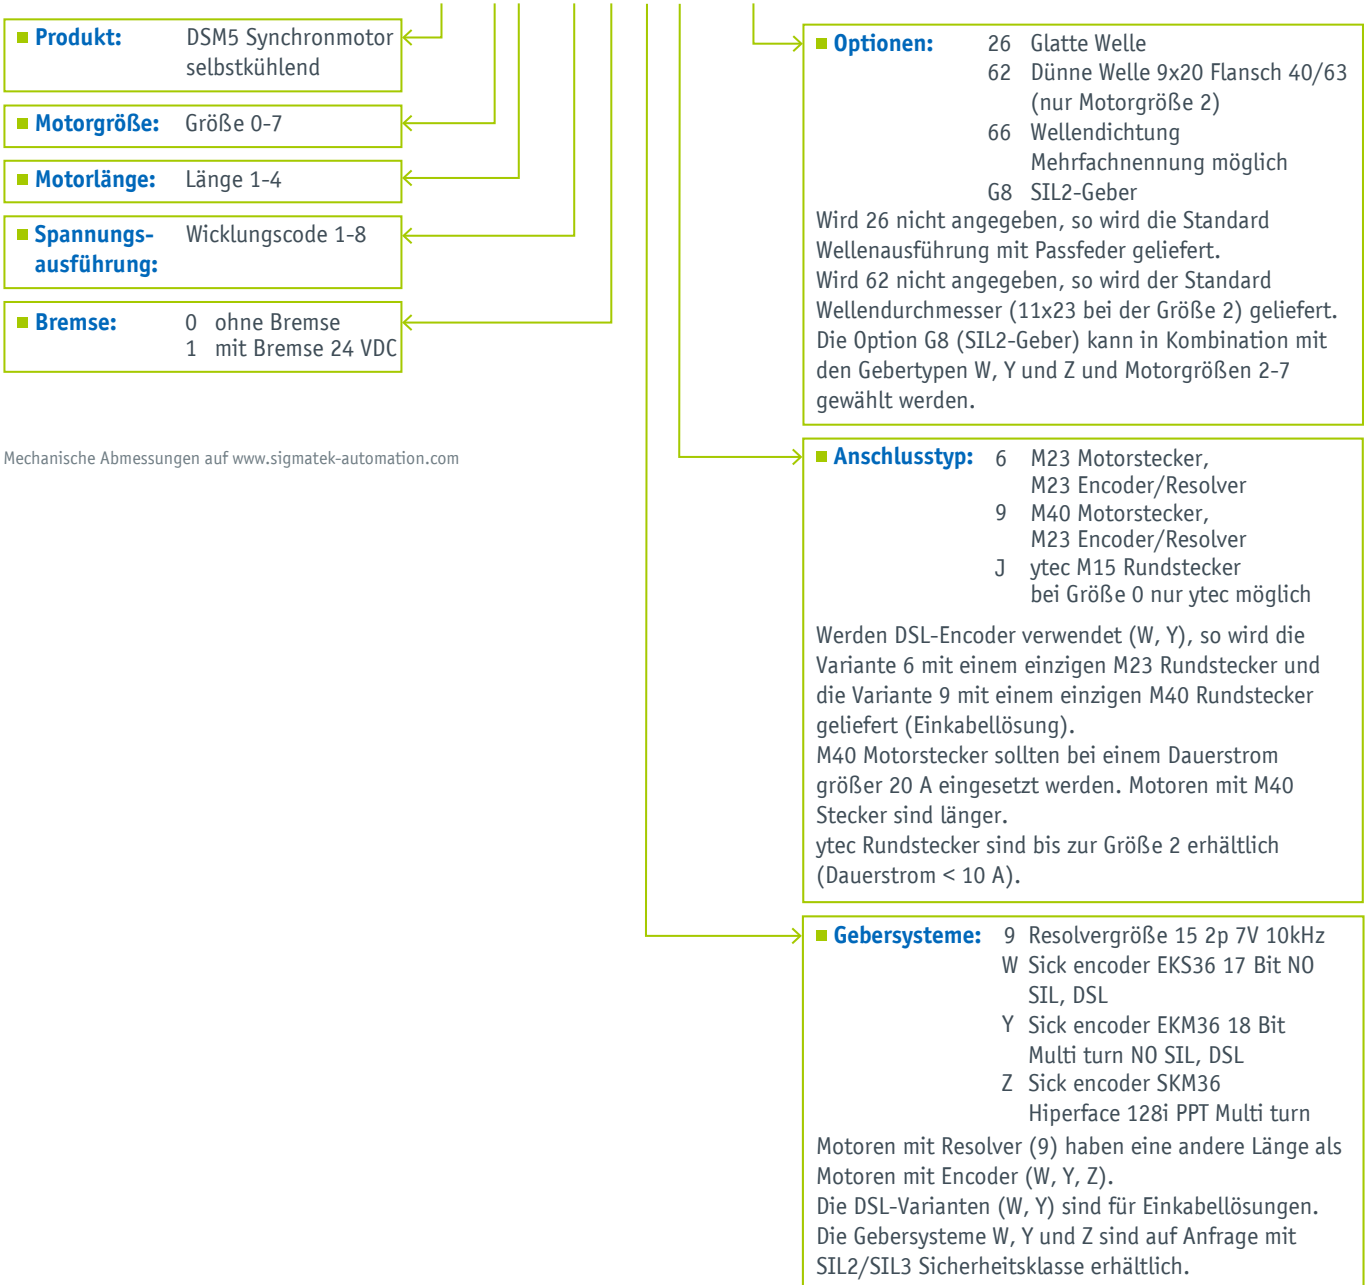 Produkt: DSM5 Synchronmotor
selbstkühlend
Motorgröße: Größe 0-7
Motorlänge: Länge 1-4
Spannungs- Wicklungscode 1-8
ausführung:
Bremse: 0 ohne Bremse
1 mit Bremse 24 VDC
Mechanische Abmessungen auf www.sigmatek-automation.com
Optionen: 26 Glatte Welle
62 Dünne Welle 9x20 Flansch 40/63
(nur Motorgröße 2)
66 Wellendichtung
Mehrfachnennung möglich
G8 SIL2-Geber
Wird 26 nicht angegeben, so wird die Standard
Wellenausführung mit Passfeder geliefert.
Wird 62 nicht angegeben, so wird der Standard
Wellendurchmesser (11x23 bei der Größe 2) geliefert.
Die Option G8 (SIL2-Geber) kann in Kombination mit
den Gebertypen W, Y und Z und Motorgrößen 2-7
gewählt werden.
Anschlusstyp: 6 M23 Motorstecker,
M23 Encoder/Resolver
9 M40 Motorstecker,
M23 Encoder/Resolver
J ytec M15 Rundstecker
bei Größe 0 nur ytec möglich
Werden DSL-Encoder verwendet (W, Y), so wird die
Variante 6 mit einem einzigen M23 Rundstecker und
die Variante 9 mit einem einzigen M40 Rundstecker
geliefert (Einkabellösung).
M40 Motorstecker sollten bei einem Dauerstrom
größer 20 A eingesetzt werden. Motoren mit M40
Stecker sind länger.
ytec Rundstecker sind bis zur Größe 2 erhältlich
(Dauerstrom < 10 A).
Gebersysteme: 9 Resolvergröße 15 2p 7V 10kHz
W Sick encoder EKS36 17 Bit NO
SIL, DSL
Y Sick encoder EKM36 18 Bit
Multi turn NO SIL, DSL
Z Sick encoder SKM36
Hiperface 128i PPT Multi turn
Motoren mit Resolver (9) haben eine andere Länge als
Motoren mit Encoder (W, Y, Z).
Die DSL-Varianten (W, Y) sind für Einkabellösungen.
Die Gebersysteme W, Y und Z sind auf Anfrage mit
SIL2/SIL3 Sicherheitsklasse erhältlich.